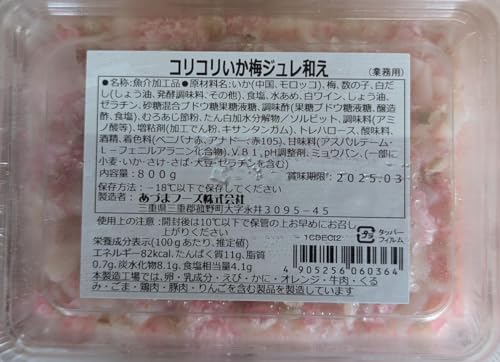 コリコリいか梅ジュレ和え
(業務用)
●名称:魚介加工品●原材料名:いか(中国、モロッコ)、梅、数の子、白だ
し(しょう油、発酵調味料、その他)、食塩、水あめ、白ワイン、しょう油、
ゼラチン、砂糖混合ブドウ糖果糖液糖、調味酢(果糖ブドウ糖液糖、醸造
酢、食塩)、むろあじ節粉、たん白加水分解物/ソルビット、調味料(アミ
ノ酸等)、増粘剤(加工でん粉、キサンタンガム)、トレハロース、酸味料、
酒精、着色料(ベニバナ赤、アナトー、赤105)、甘味料(アスパルテーム・
L-フェニルアラニン化合物)、V.B1、pH調整剤、ミョウバン、(一部に
小麦・いか・さけ・さば・大豆・ゼラチンを含む)
●内容量:800g 賞味期限: 2025.03
保存方法: -18℃以下で保存してください
製造者: あづまフーズ株式会社
三重県三重郡菰野町大字永井3095-45
使用上の注意:開封後は10℃以下で保管の上お早めにお召し
上がりください
-1CDECI2
栄養成分表示(100gあたり、推定値)
エネルギー82kcal、たんぱく質11g、脂質
0.7g、炭水化物8.1g、食塩相当量4.1g
プラ
タッパー
フィルム
4905256060364
本製造工場では、卵・乳成分・えび・かに・オレンジ・牛肉・くる
み・ごま・鶏肉・豚肉・りんごを含む製品を製造しています